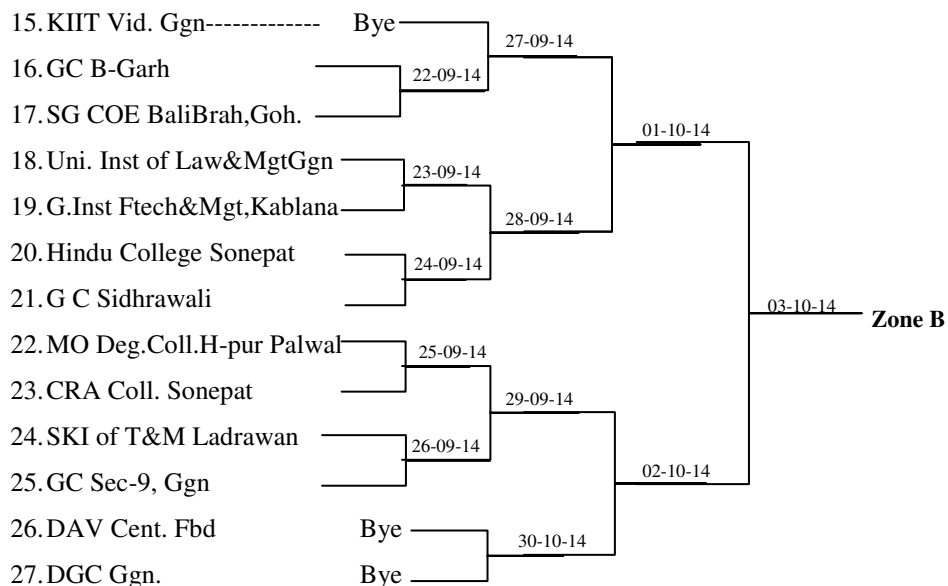 15. KIIT Vid. Ggn------------- Bye
27-09-14
16. GC B-Garh
22-09-14
17. SG COE BaliBrah,Goh.
01-10-14
18. Uni. Inst of Law&MgtGgn
23-09-14
19. G.Inst Ftech&Mgt,Kablana
28-09-14
20. Hindu College Sonepat
24-09-14
21. G C Sidhrawali
03-10-14
Zone B
22. MO Deg.Coll.H-pur Palwal
25-09-14
23. CRA Coll. Sonepat
29-09-14
24. SKI of T&M Ladrawan
26-09-14
02-10-14
25. GC Sec-9, Ggn
26. DAV Cent. Fbd Bye
30-10-14
27. DGC Ggn. Bye